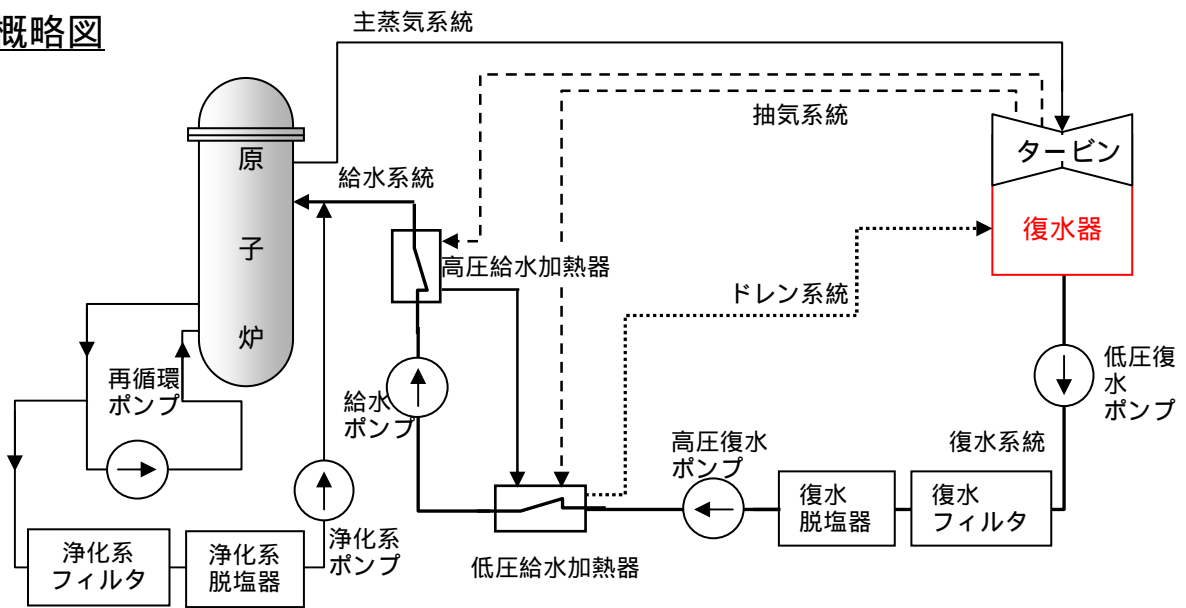 概略図
主蒸気系統
抽気系統
タービン
原
子
炉
給水系統
復水器
高圧給水加熱器
ドレン系統
再循環
ポンプ
給水
ポンプ
低圧復
水
ポンプ
高圧復水
ポンプ
復水系統
復水
脱塩器
復水
フィルタ
浄化系
フィルタ
浄化系
脱塩器
浄化系
ポンプ
低圧給水加熱器